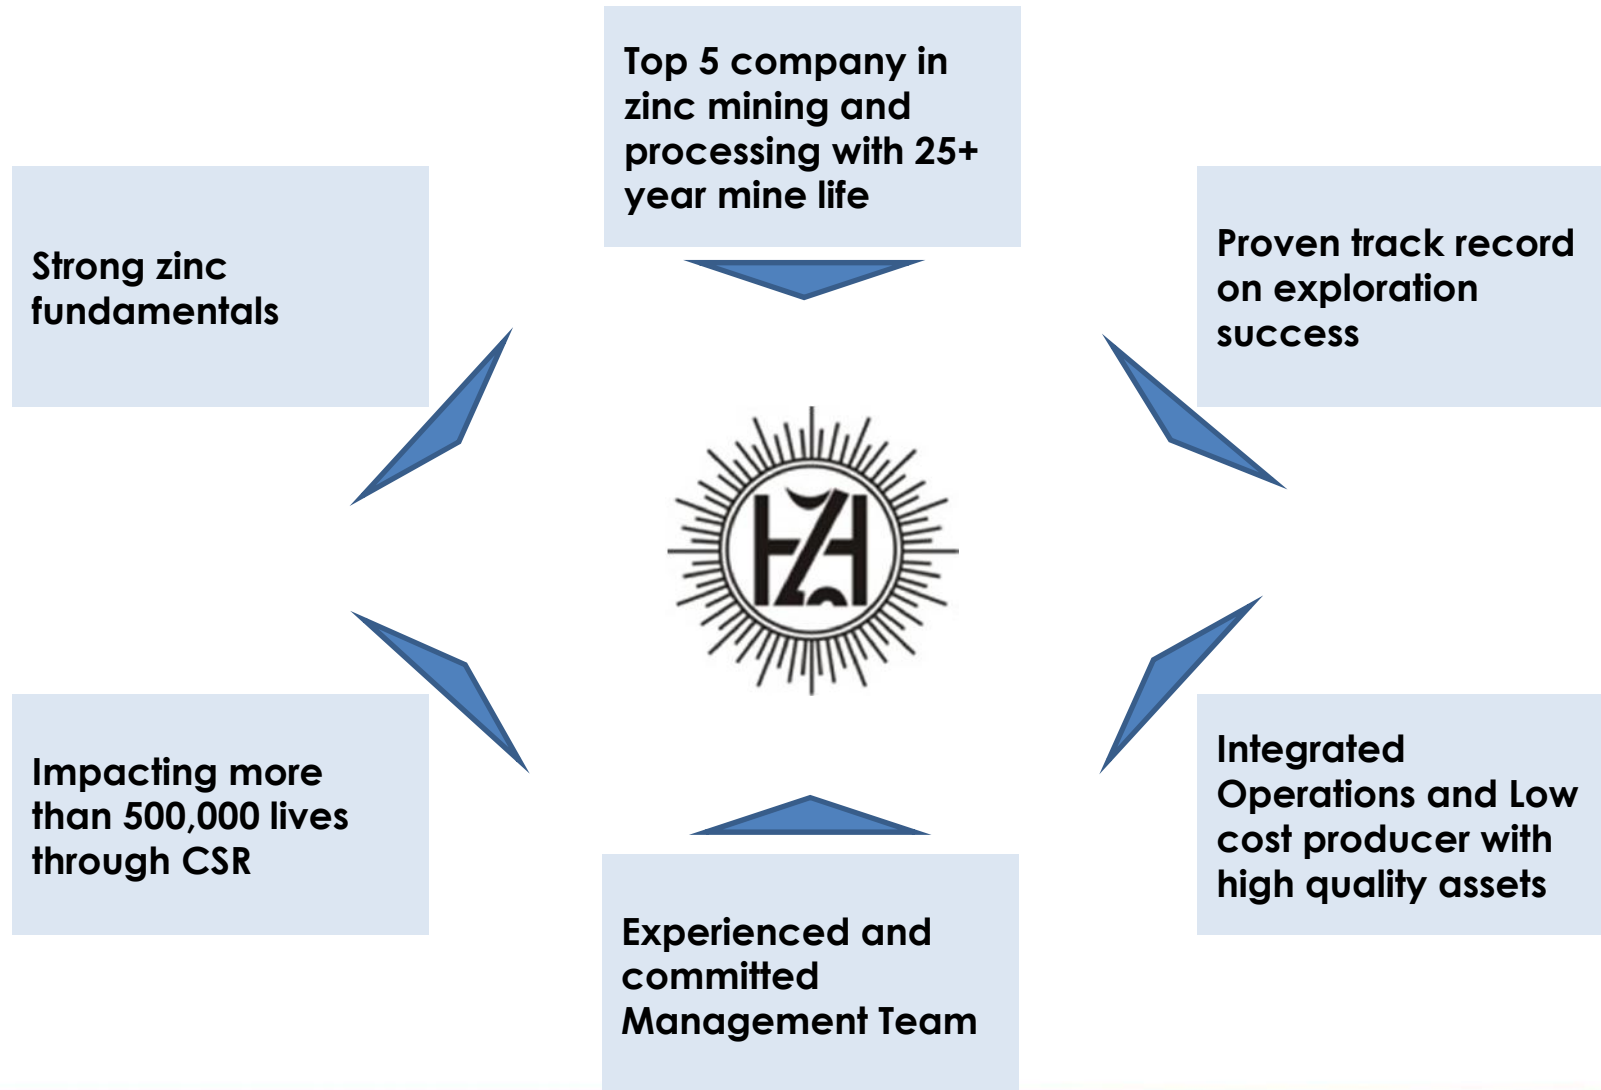 Top 5 company in
zinc mining and
processing with 25+
year mine life
Strong zinc
fundamentals
Proven track record
on exploration
success
HZL
Impacting more
than 500,000 lives
through CSR
Integrated
Operations and Low
cost producer with
high quality assets
Experienced and
committed
Management Team